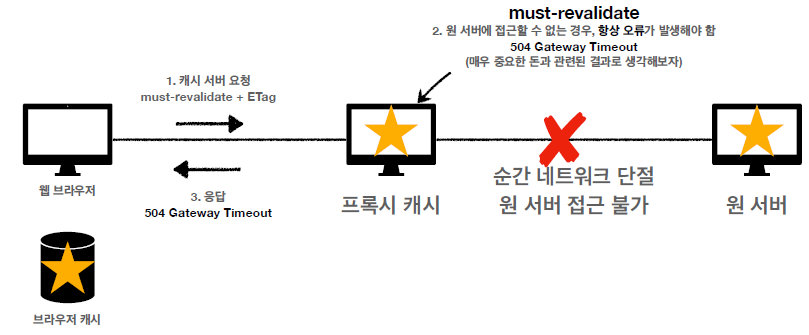 must-revalidate
2. 원 서버에 접근할 수 없는 경우, 항상 오류가 발생해야 함
504 Gateway Timeout
(매우 중요한 돈과 관련된 결과로 생각해보자)
1. 캐시 서버 요청
must-revalidate + ETag
웹 브라우저
3. 응답
504 Gateway Timeout
프록시 캐시
순간 네트워크 단절
원 서버 접근 불가
원 서버
브라우저 캐시